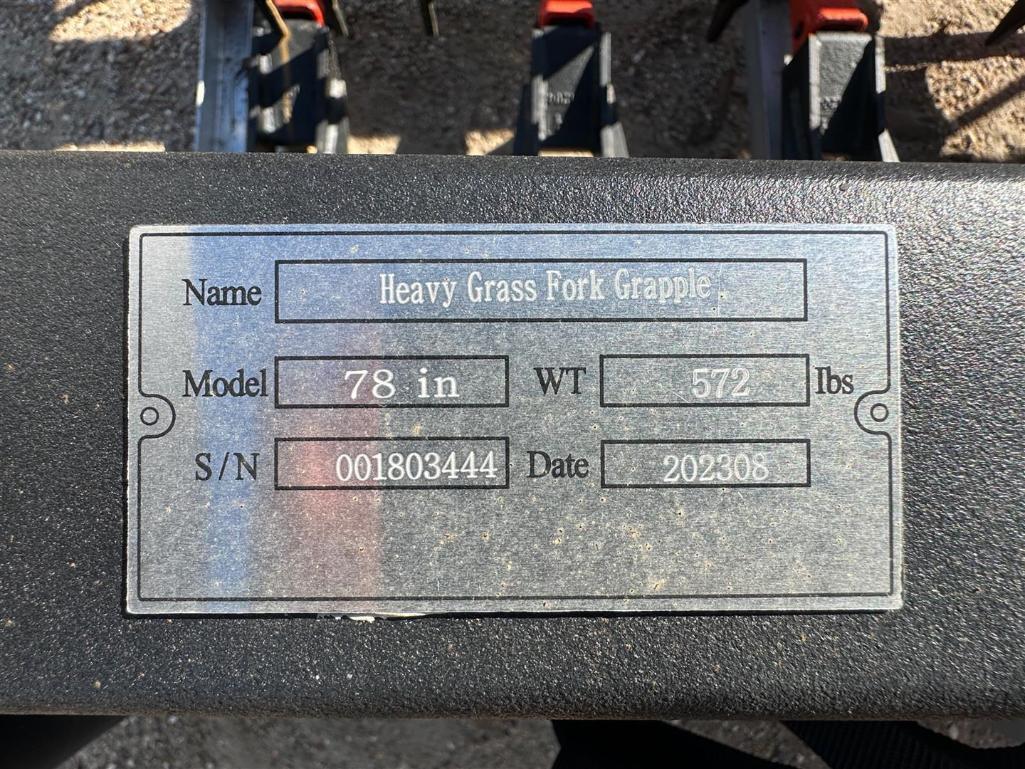 Name Heavy Grass Fork Grapple
Model 78 in WT 572 lbs
S/N 001803444 Date 202308